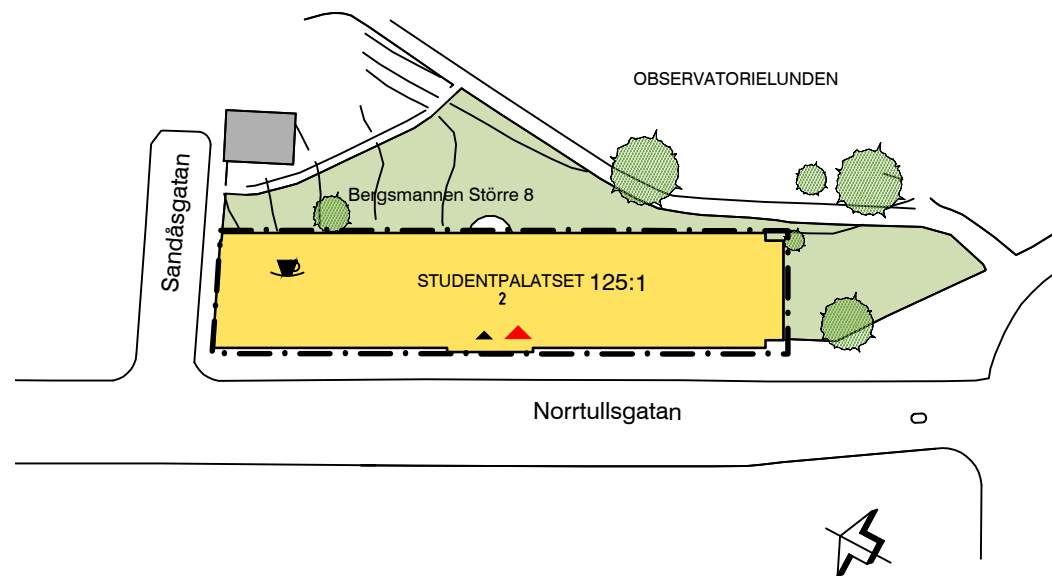 OBSERVATORIELUNDEN
Sandåsgatan
Bergsmannen Större 8
STUDENTPALATSET 125:1
2
Norrtullsgatan